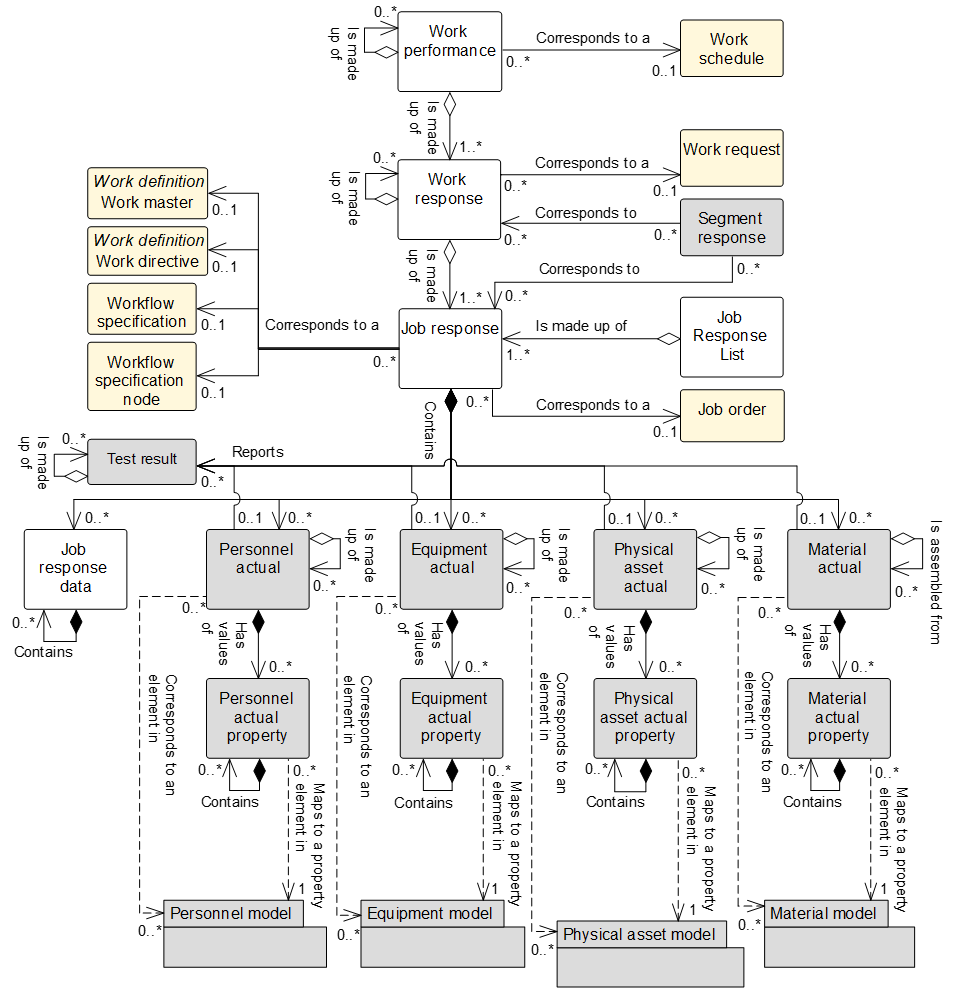 0..*
Is made
up of
Work
performance
Corresponds to a
0..*
0..1
Work
schedule
Is made
up of
1..*
0..*
Is made
up of
Work
response
Corresponds to a
0..*
0..1
Work request
Corresponds to
0..*
0..*
Segment
response
Work definition
Work master
0..1
Work definition
Work directive
0..1
Workflow
specification
0..1
Workflow
specification
node
0..1
Is made
up of
1..*
Corresponds to
0..*
0..*
Corresponds to a
0..*
Job response
Is made up of
1..*
Job
Response
List
Contains
0..*
Corresponds to a
0..1
Job order
0..*
Is made
up of
Test result
0..*
Reports
0..*
0..1
0..*
0..1
0..*
0..1
0..*
0..1
0..*
Job
response
data
0..*
Contains
Personnel
actual
Is made
up of
0..*
0..*
Has
values
of
0..*
Equipment
actual
Is made
up of
0..*
0..*
Has
values
of
0..*
Physical
asset
actual
Is made
up of
0..*
0..*
Has
values
of
0..*
Material
actual
Is assembled from
0..*
0..*
Has
values
of
0..*
Corresponds to an
element in
Personnel
actual
property
0..*
Contains
0..*
Maps to a property
element in
Corresponds to an
element in
Equipment
actual
property
0..*
Contains
0..*
Maps to a property
element in
Corresponds to an
element in
Physical
asset actual
property
0..*
Contains
0..*
Maps to a property
element in
Corresponds to an
element in
Material
actual
property
0..*
Contains
0..*
Maps to a property
element in
1
0..*
Personnel model
1
0..*
Equipment model
1
0..*
Physical asset model
1
0..*
Material model